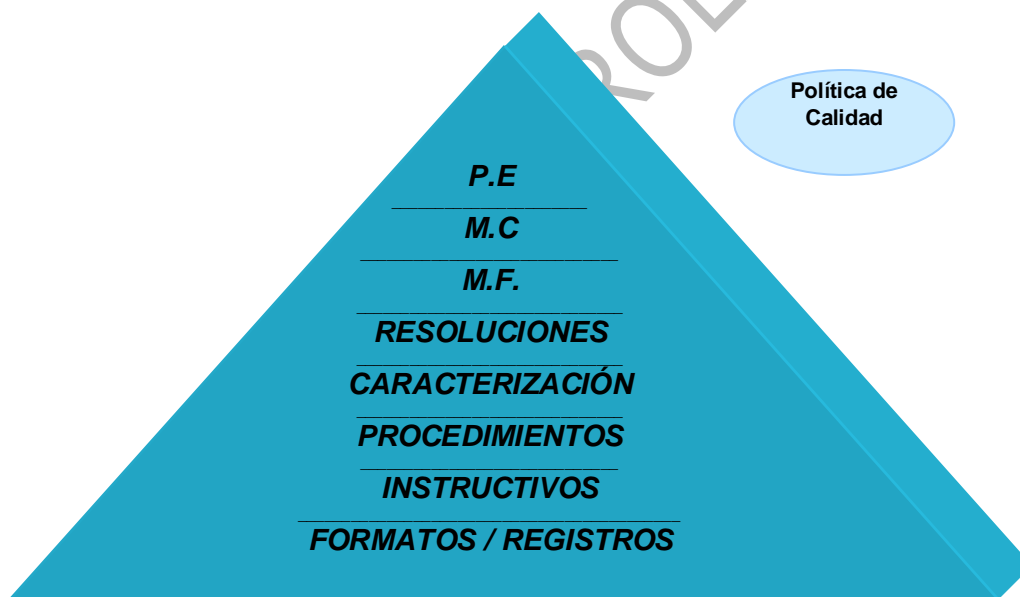 Política de
Calidad
P.E
M.C
M.F.
RESOLUCIONES
CARACTERIZACIÓN
PROCEDIMIENTOS
INSTRUCTIVOS
FORMATOS / REGISTROS